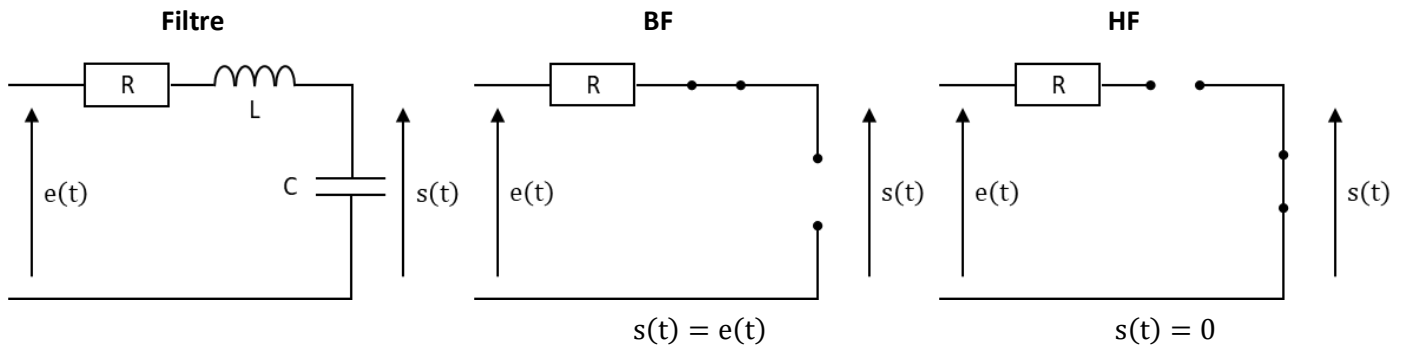 Filtre
BF
HF
R
L
C
e(t)
s(t)
R
e(t)
s(t)
s(t) = e(t)
R
e(t)
s(t)
s(t) = 0